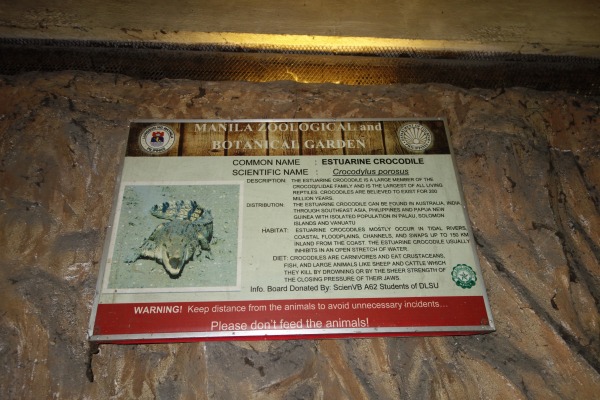 MANILA ZOOLOGICAL and
BOTANICAL GARDEN
COMMON NAME : ESTUARINE CROCODILE
SCIENTIFIC NAME : Crocodylus porosus
DESCRIPTION: THE ESTUARINE CROCODILE IS A LARGE MEMBER OF THE
CROCODYLIDAE FAMILY AND IS THE LARGEST OF ALL LIVING
REPTILES. CROCODILES ARE BELIEVED TO EXIST FOR 200
MILLION YEARS.
DISTRIBUTION: THE ESTUARINE CROCODILE CAN BE FOUND IN AUSTRALIA, INDIA
THROUGH SOUTHEAST ASIA, PHILIPPINES AND PAPUA NEW
GUINEA WITH ISOLATED POPULATION IN PALAU, SOLOMON
ISLANDS AND VANUATU
HABITAT: ESTUARINE CROCODILES MOSTLY OCCUR IN TIDAL RIVERS,
COASTAL FLOODPLAINS, CHANNELS, AND SWAPS UP TO 150 KM
INLAND FROM THE COAST. THE ESTUARINE CROCODILE USUALLY
INHIBITS IN AN OPEN STRETCH OF WATER.
DIET: CROCODILES ARE CARNIVORES AND EAT CRUSTACEANS,
FISH, AND LARGE ANIMALS LIKE SHEEP AND CATTLE WHICH
THEY KILL BY DROWNING OR BY THE SHEER STRENGTH OF
THE CLOSING PRESSURE OF THEIR JAWS.
Info. Board Donated By: ScienVB A62 Students of DLSU
WARNING! Keep distance from the animals to avoid unnecessary incidents...
Please don't feed the animals!